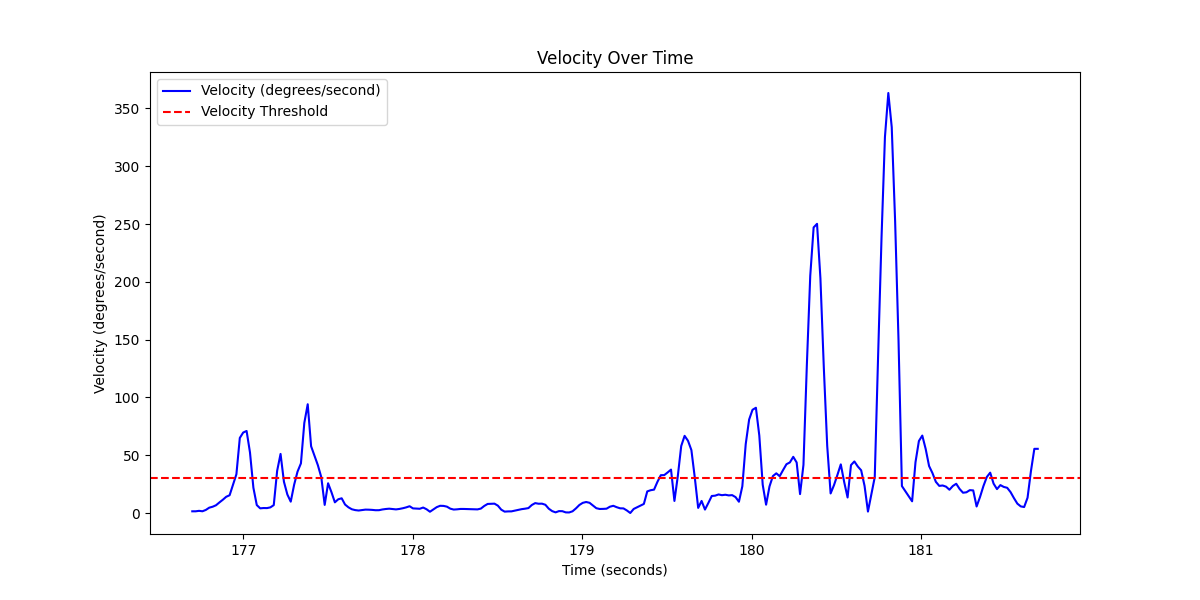 Velocity Over Time
Velocity (degrees/second)
Velocity Threshold
Velocity (degrees/second)
350
300
250
200
150
100
50
0
177 178 179 180 181
Time (seconds)